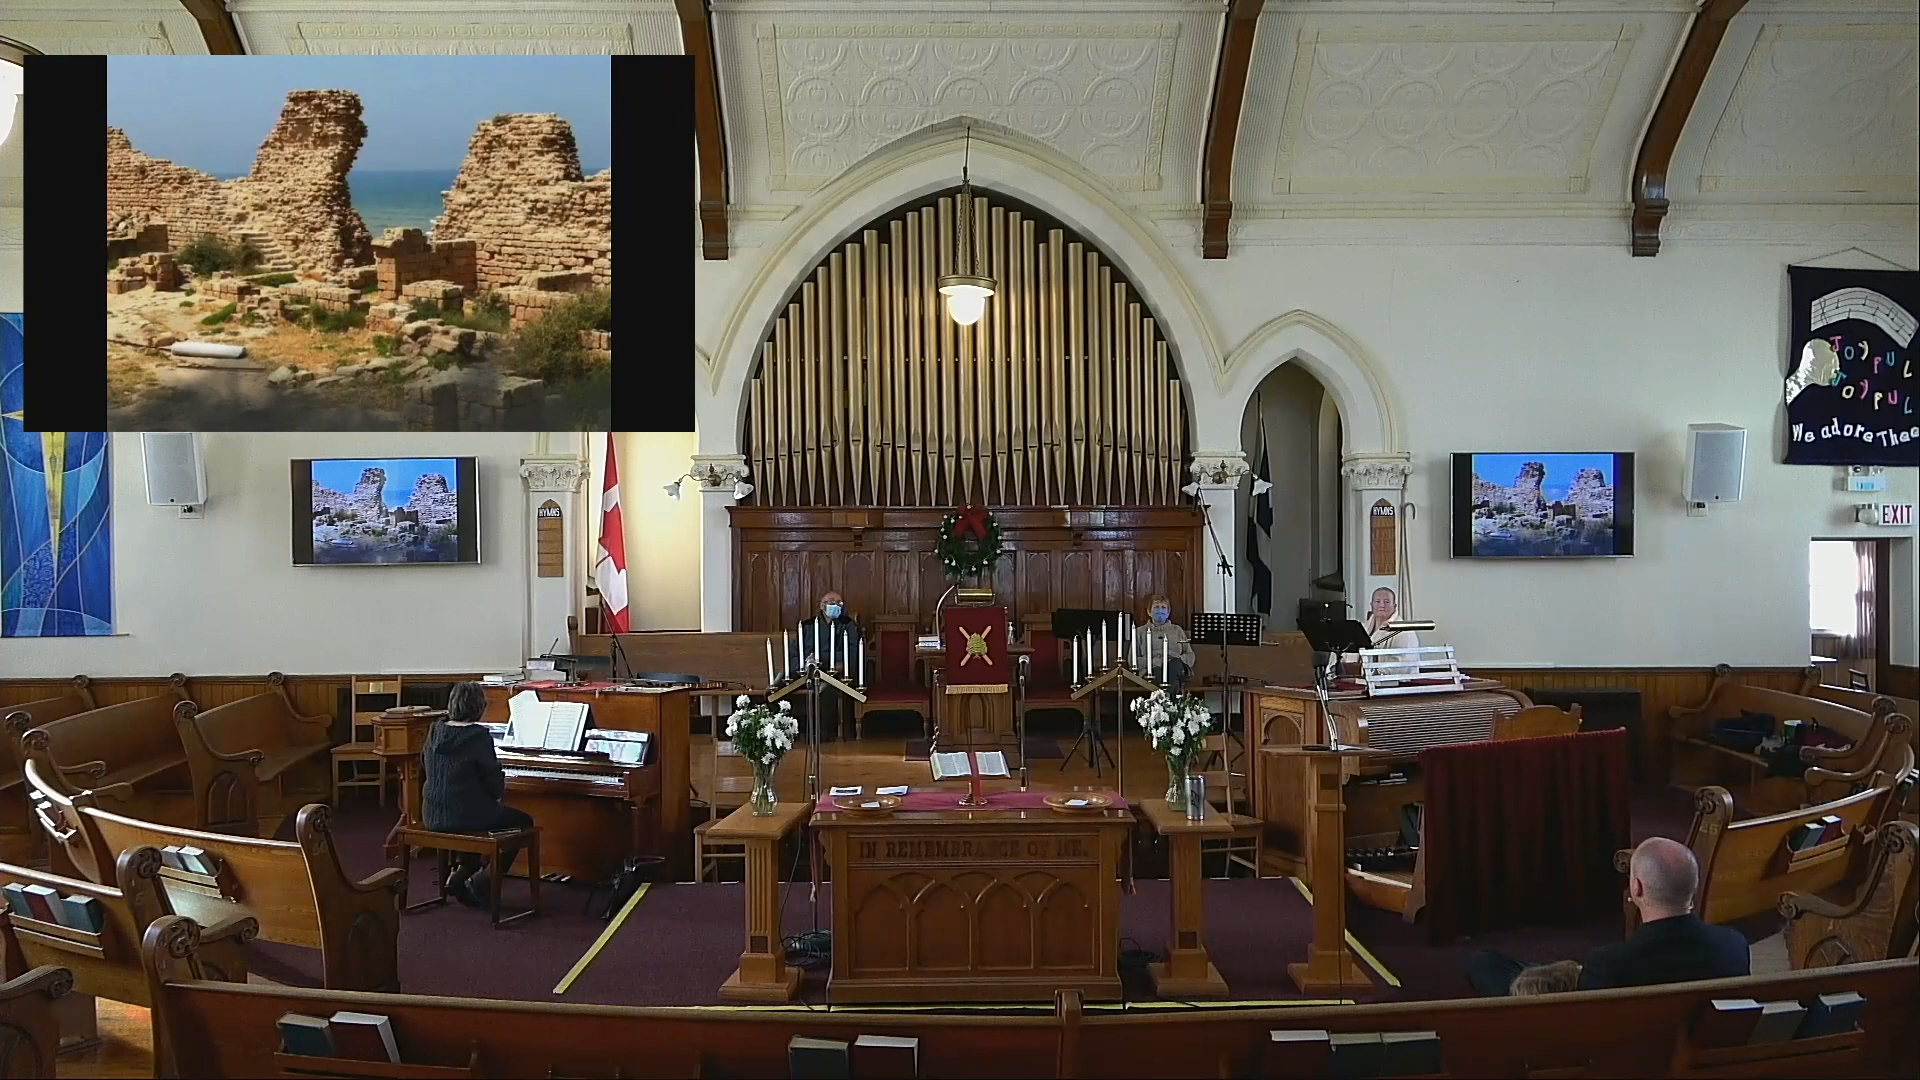 JOYFUL
JOYFUL
We adore Thee
EXIT
HYMNS
HYMNS
IN REMEMBRANCE OF ME